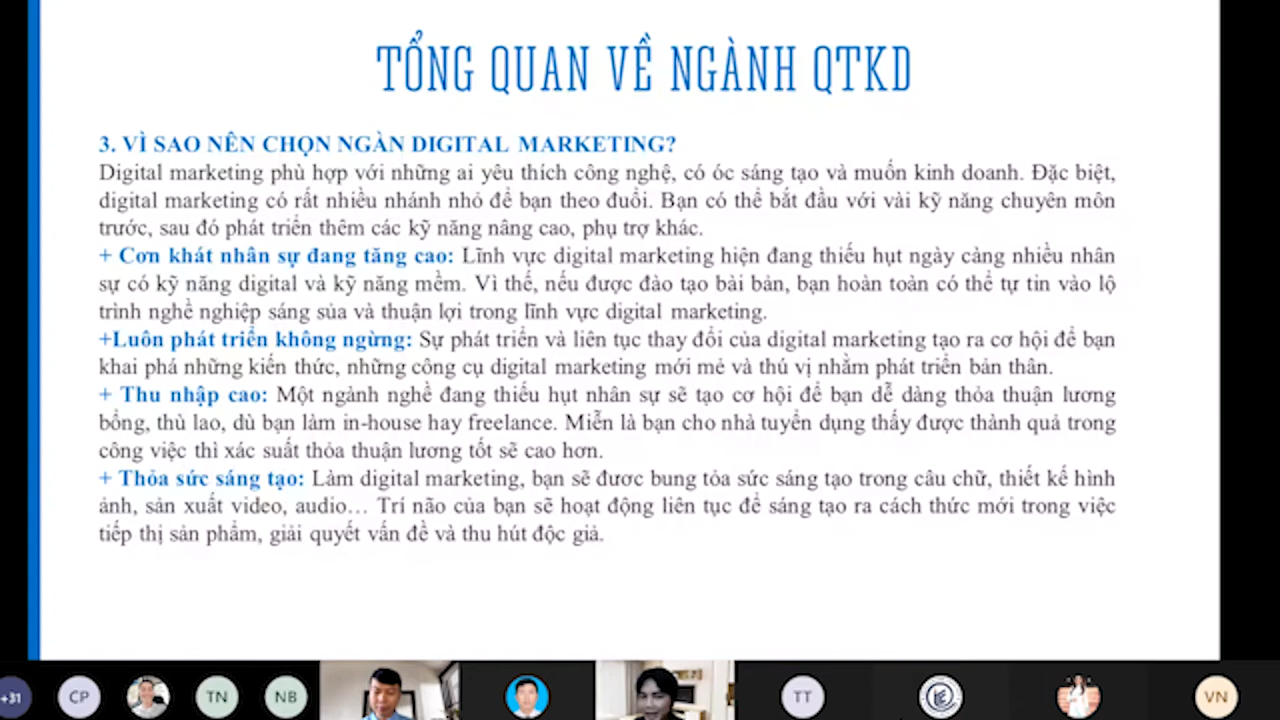 TỔNG QUAN VỀ NGÀNH QTKD
3. VÌ SAO NÊN CHỌN NGÀN DIGITAL MARKETING?
Digital marketing phù hợp với những ai yêu thích công nghệ, có óc sáng tạo và muốn kinh doanh. Đặc biệt,
digital marketing có rất nhiều nhánh nhỏ để bạn theo đuổi. Bạn có thể bắt đầu với vài kỹ năng chuyên môn
trước, sau đó phát triển thêm các kỹ năng nâng cao, phụ trợ khác.
+ Cơn khát nhân sự đang tăng cao: Lĩnh vực digital marketing hiện đang thiếu hụt ngày càng nhiều nhân
sự có kỹ năng digital và kỹ năng mềm. Vì thế, nếu được đào tạo bài bản, bạn hoàn toàn có thể tự tin vào lộ
trình nghề nghiệp sáng sủa và thuận lợi trong lĩnh vực digital marketing.
+Luôn phát triển không ngừng: Sự phát triển và liên tục thay đổi của digital marketing tạo ra cơ hội để bạn
khai phá những kiến thức, những công cụ digital marketing mới mẻ và thú vị nhằm phát triển bản thân.
+ Thu nhập cao: Một ngành nghề đang thiếu hụt nhân sự sẽ tạo cơ hội để bạn dễ dàng thỏa thuận lương
bổng, thù lao, dù bạn làm in-house hay freelance. Miễn là bạn cho nhà tuyển dụng thấy được thành quả trong
công việc thì xác suất thỏa thuận lương tốt sẽ cao hơn.
+ Thỏa sức sáng tạo: Làm digital marketing, bạn sẽ đươc bung tỏa sức sáng tạo trong câu chữ, thiết kế hình
ảnh, sản xuất video, audio… Trí não của bạn sẽ hoạt động liên tục để sáng tạo ra cách thức mới trong việc
tiếp thị sản phẩm, giải quyết vấn đề và thu hút độc giả.
+31 CP TN NB TT VN